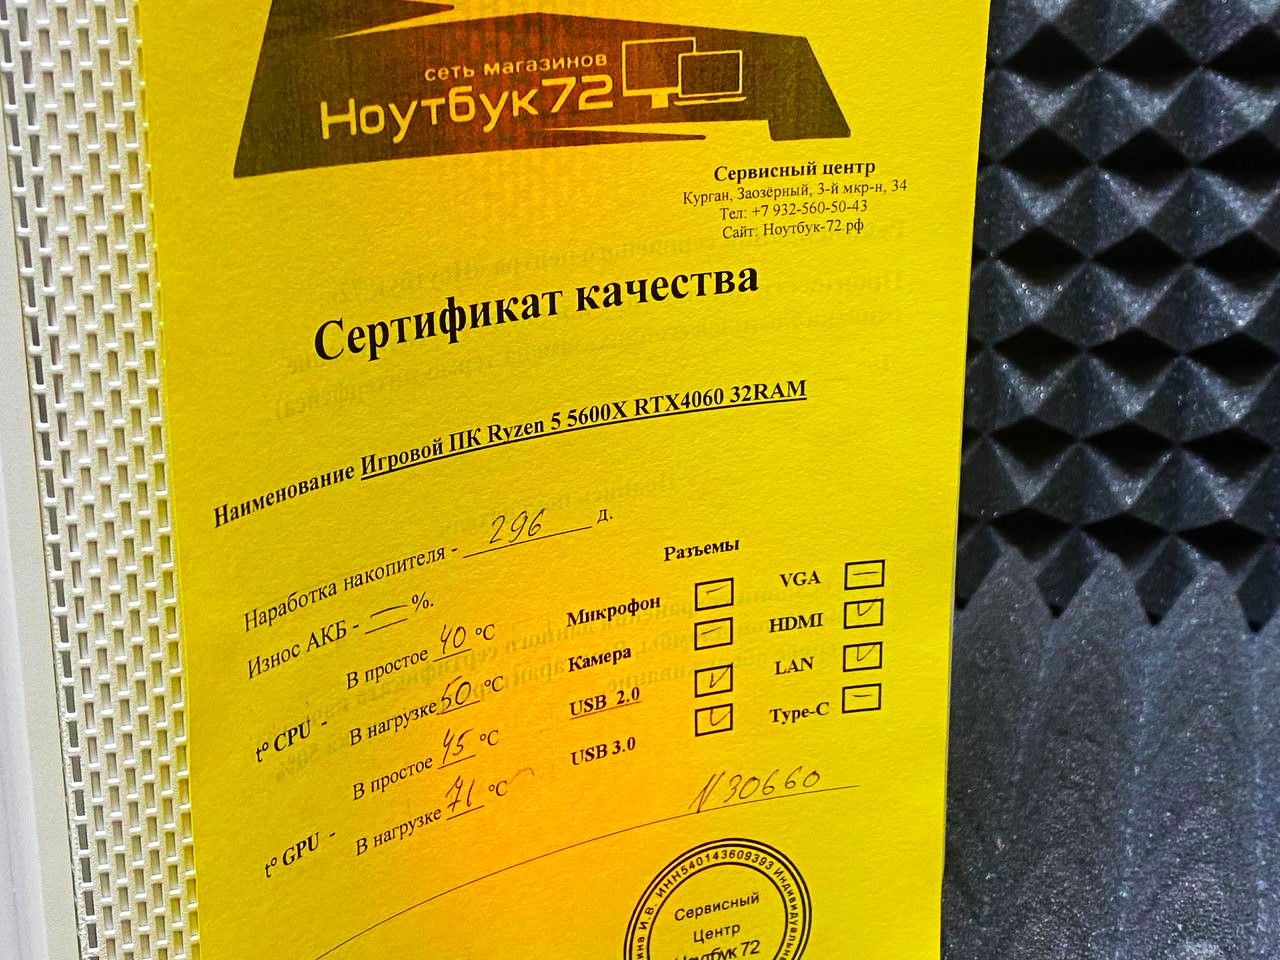 сеть магазинов
Ноутбук72
Сервисный центр
Курган, Заозёрный, 3-й мкр-н, 34
Тел: +7 932-560-50-43
Сайт: Ноутбук-72.рф
Сертификат качества
Наименование Игровой ПК Ryzen 5 5600X RTX4060 32RAM
Наработка накопителя - 296 д.
Износ АКБ - — %.
t° CPU -
В простое 40 °C
В нагрузке 50 °C
t° GPU -
В простое 45 °C
В нагрузке 71 °C
Разъемы
Микрофон -
Камера
USB 2.0 ✓
USB 3.0 ✓
VGA —
HDMI ✓
LAN ✓
Type-C —
N30660
И.В. ИНН540143609393 Индивидуальн
Сервисный
Центр
Ноутбук 72